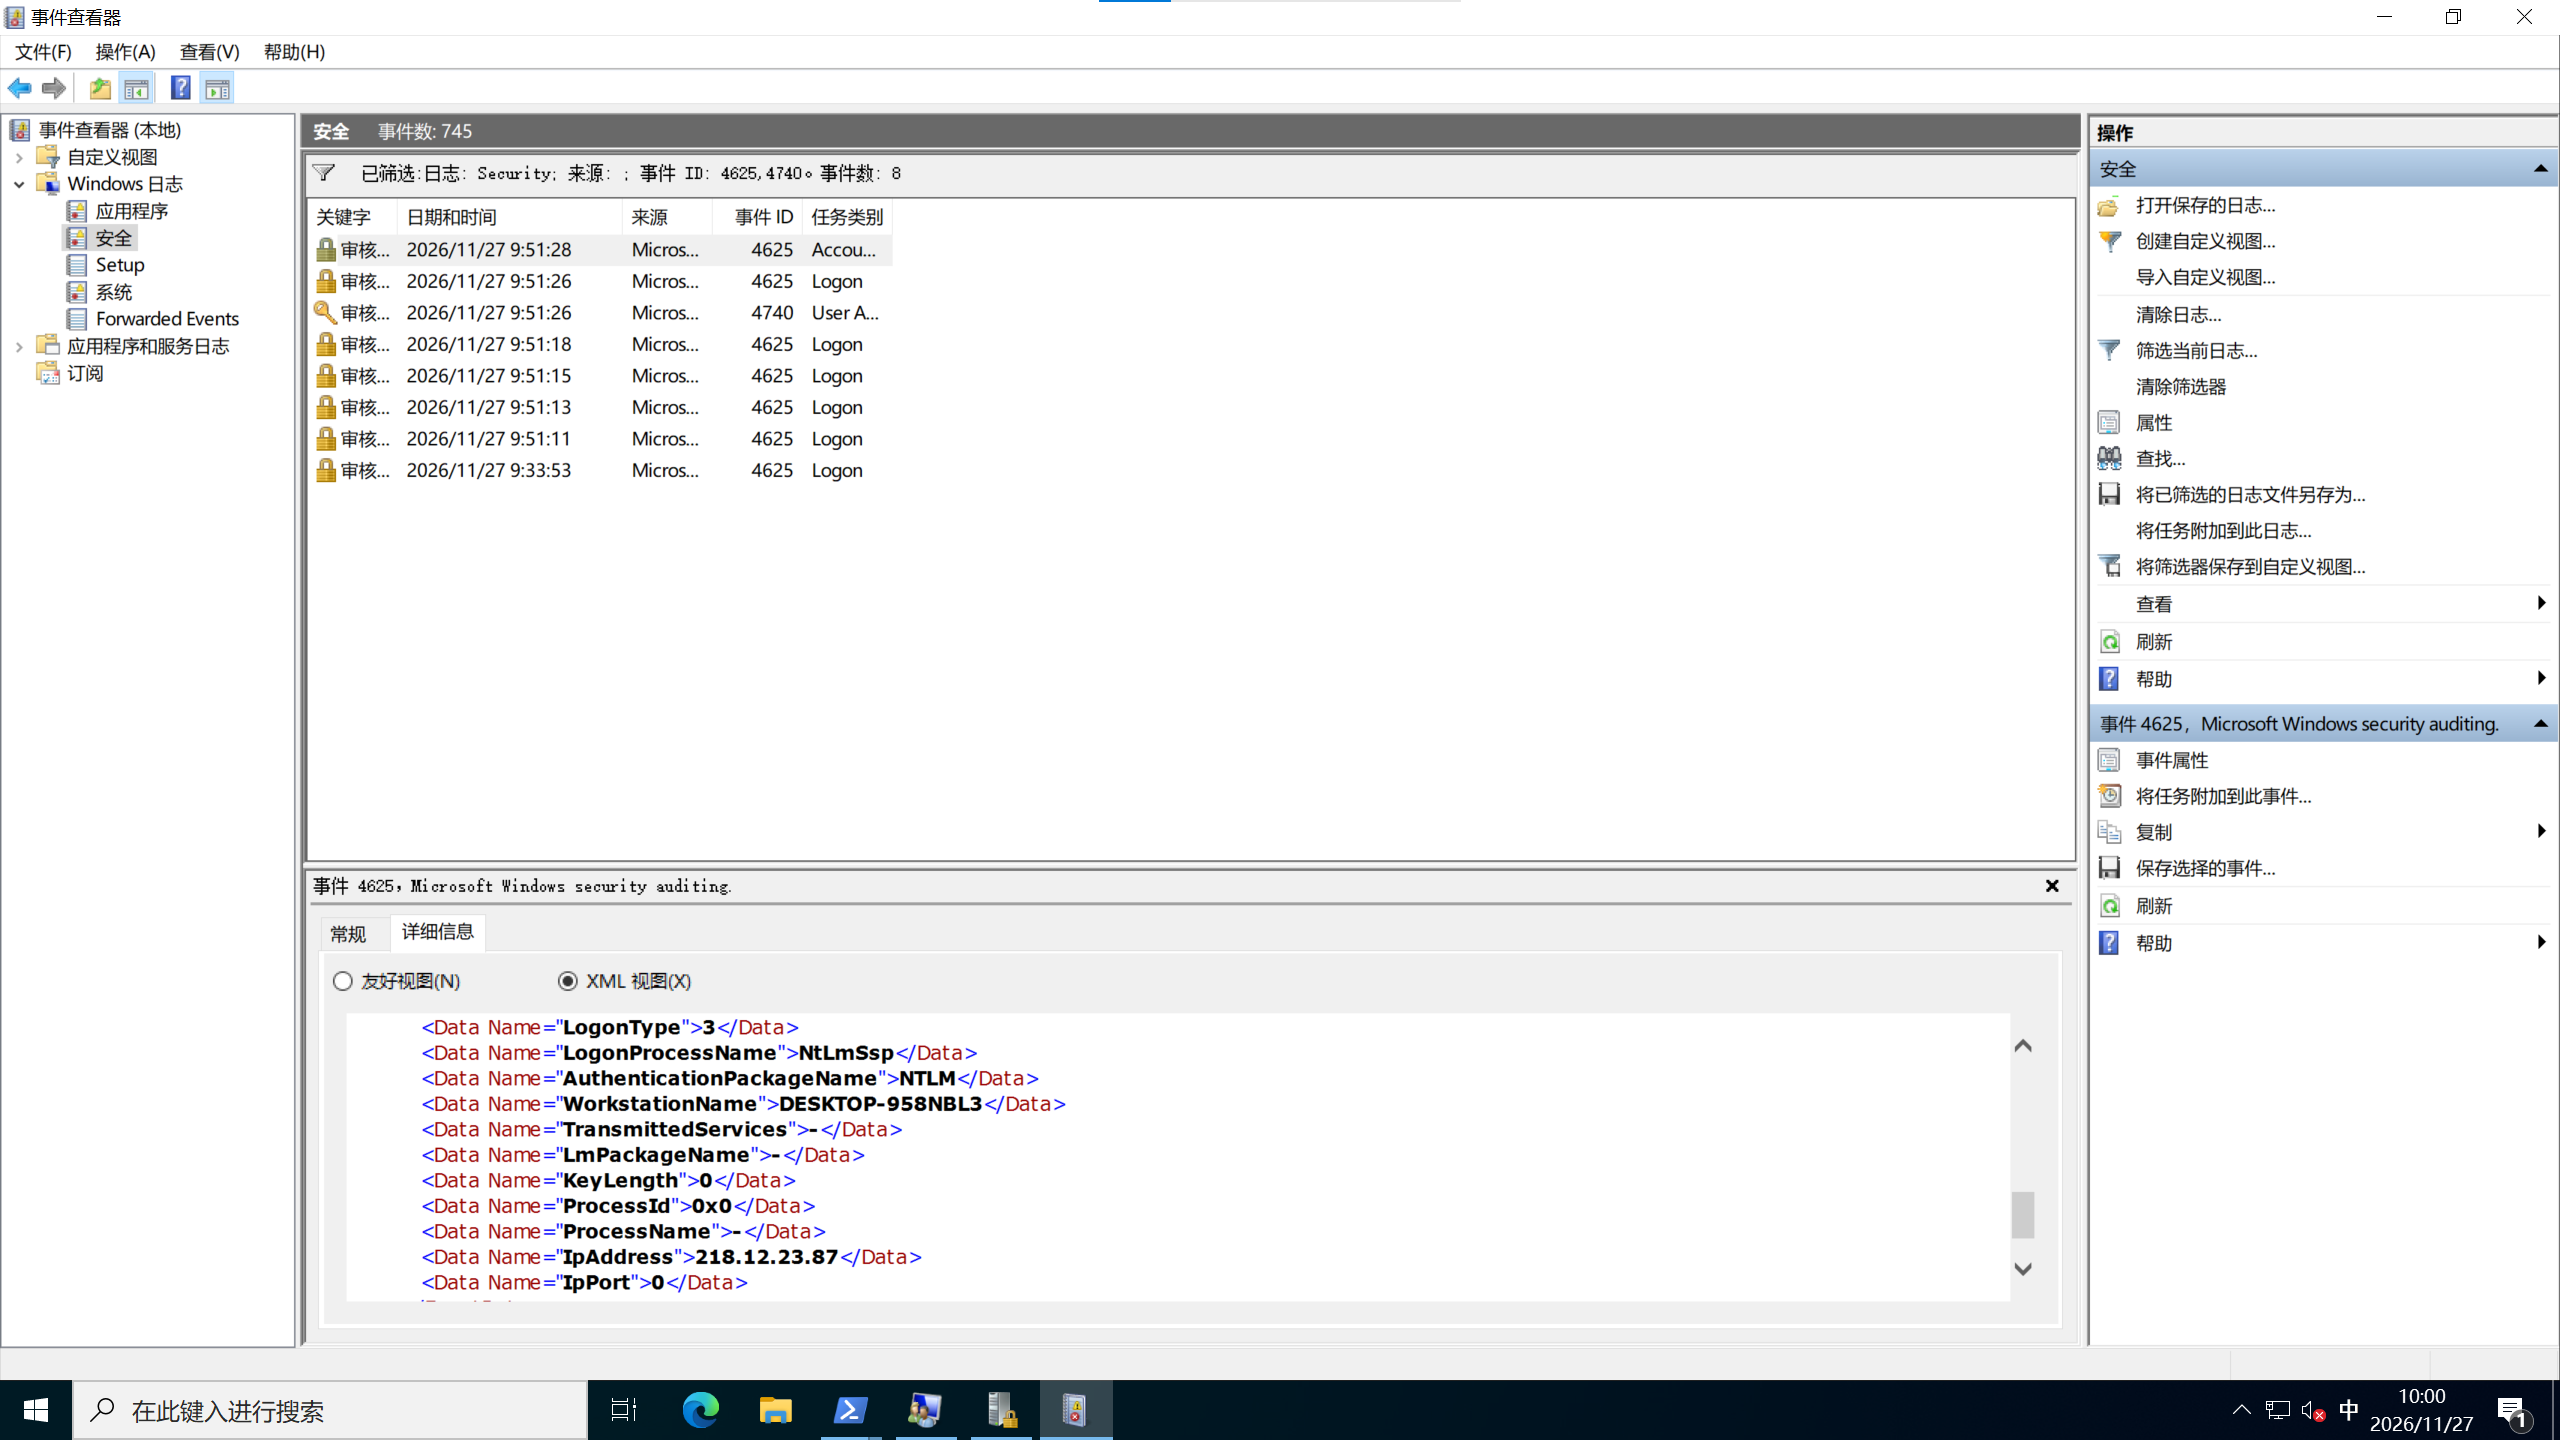 事件查看器
文件(F) 操作(A) 查看(V) 帮助(H)
事件查看器 (本地)
自定义视图
Windows 日志
应用程序
安全
Setup
系统
Forwarded Events
应用程序和服务日志
订阅
安全 事件数: 745
已筛选:日志: Security; 来源: ; 事件 ID: 4625,4740。事件数: 8
关键字 日期和时间 来源 事件 ID 任务类别
审核... 2026/11/27 9:51:28 Micros... 4625 Accou...
审核... 2026/11/27 9:51:26 Micros... 4625 Logon
审核... 2026/11/27 9:51:26 Micros... 4740 User A...
审核... 2026/11/27 9:51:18 Micros... 4625 Logon
审核... 2026/11/27 9:51:15 Micros... 4625 Logon
审核... 2026/11/27 9:51:13 Micros... 4625 Logon
审核... 2026/11/27 9:51:11 Micros... 4625 Logon
审核... 2026/11/27 9:33:53 Micros... 4625 Logon
事件 4625，Microsoft Windows security auditing.
常规 详细信息
友好视图(N) XML 视图(X)
<Data Name="LogonType">3</Data>
<Data Name="LogonProcessName">NtLmSsp</Data>
<Data Name="AuthenticationPackageName">NTLM</Data>
<Data Name="WorkstationName">DESKTOP-958NBL3</Data>
<Data Name="TransmittedServices">-</Data>
<Data Name="LmPackageName">-</Data>
<Data Name="KeyLength">0</Data>
<Data Name="ProcessId">0x0</Data>
<Data Name="ProcessName">-</Data>
<Data Name="IpAddress">218.12.23.87</Data>
<Data Name="IpPort">0</Data>
操作
安全
打开保存的日志...
创建自定义视图...
导入自定义视图...
清除日志...
筛选当前日志...
清除筛选器
属性
查找...
将已筛选的日志文件另存为...
将任务附加到此日志...
将筛选器保存到自定义视图...
查看
刷新
帮助
事件 4625，Microsoft Windows security auditing.
事件属性
将任务附加到此事件...
复制
保存选择的事件...
刷新
帮助
在此键入进行搜索
中
10:00
2026/11/27
1